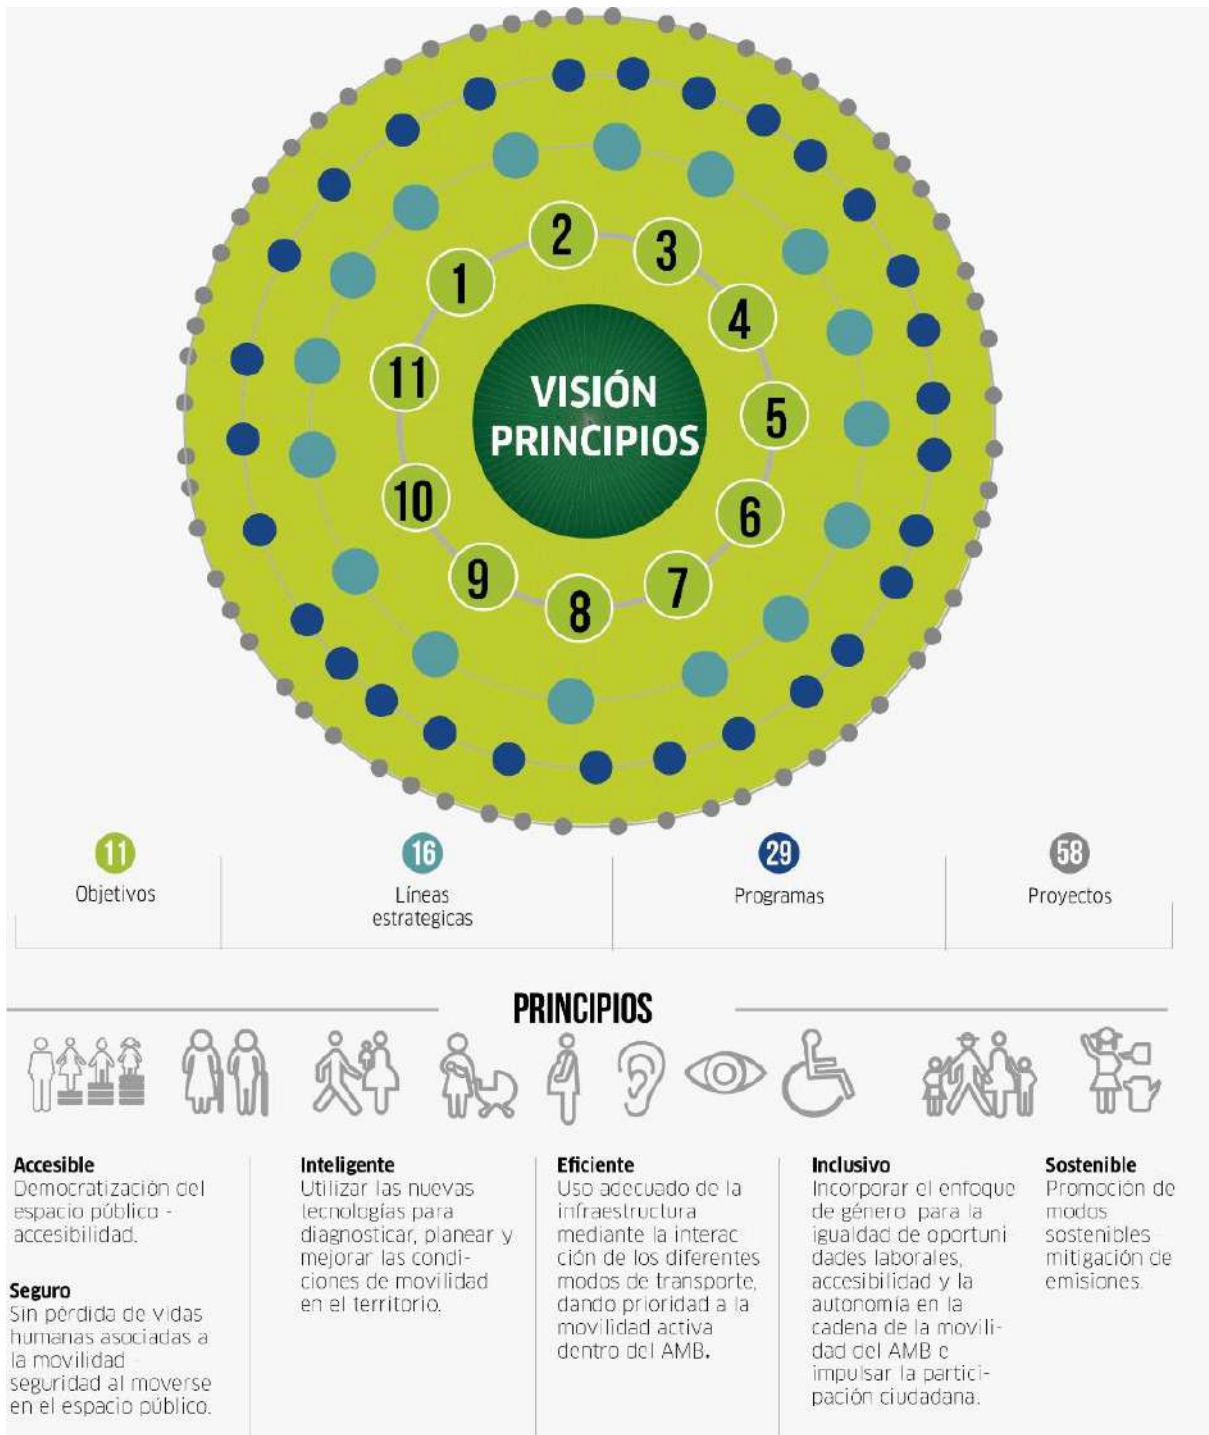 2
3
1
4
11
VISIÓN
PRINCIPIOS
5
10
6
9
7
8
11
Objetivos
16
Líneas
estrategicas
29
Programas
58
Proyectos
PRINCIPIOS
Accesible
Democratización del
espacio público -
accesibilidad.
Seguro
Sin pérdida de vidas
humanas asociadas a
la movilidad -
seguridad al moverse
en el espacio público.
Inteligente
Utilizar las nuevas
tecnologías para
diagnosticar, planear y
mejorar las condi-
ciones de movilidad
en el territorio.
Eficiente
Uso adecuado de la
infraestructura
mediante la interac
ción de los diferentes
modos de transporte,
dando prioridad a la
movilidad activa
dentro del AMB.
Inclusivo
Incorporar el enfoque
de género para la
igualdad de oportuni
dades laborales,
accesibilidad y la
autonomía en la
cadena de la movili-
dad del AMB e
impulsar la partici-
pación ciudadana.
Sostenible
Promoción de
modos
sostenibles -
mitigación de
emisiones.